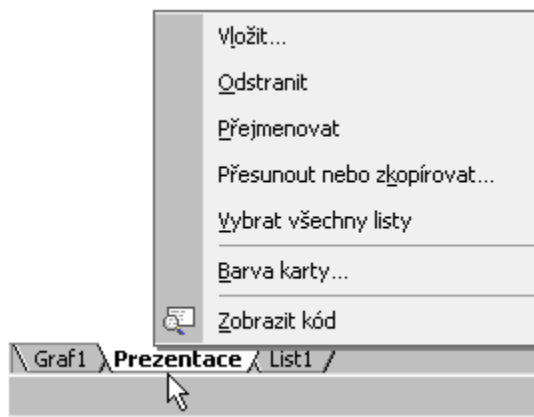 Vložit...
Odstranit
Přejmenovat
Přesunout nebo zkopírovat...
Vybrat všechny listy
Barva karty...
Zobrazit kód
Graf1 Prezentace List1